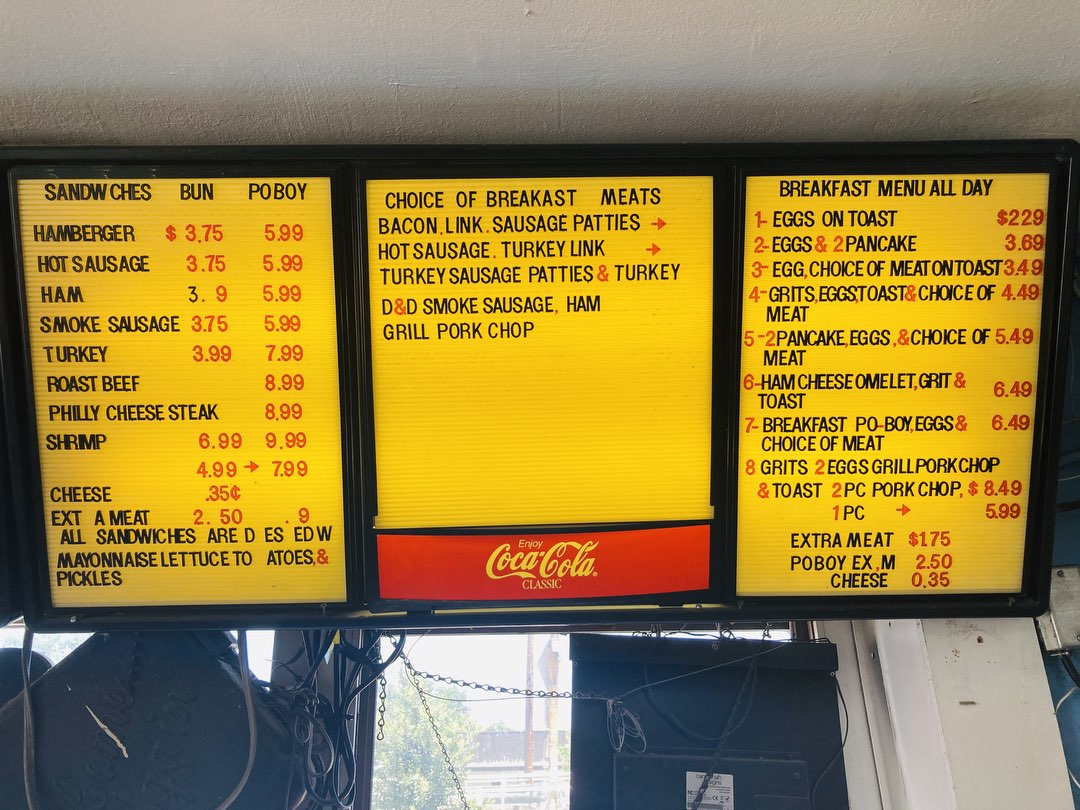 SANDW CHES BUN PO BOY
HAMBERGER $ 3.75 5.99
HOT SAUSAGE 3.75 5.99
HAM 3. 9 5.99
SMOKE SAUSAGE 3.75 5.99
TURKEY 3.99 7.99
ROAST BEEF 8.99
PHILLY CHEESE STEAK 8.99
SHRIMP 6.99 9.99
4.99 → 7.99
CHEESE .35¢
EXT A MEAT 2. 50 . 9
ALL SANDWICHES ARE D ES ED W
MAYONNAISE LETTUCE TO ATOES,&
PICKLES
CHOICE OF BREAKAST MEATS
BACON. LINK. SAUSAGE PATTIES →
HOT SAUSAGE. TURKEY LINK →
TURKEY SAUSAGE PATTIES & TURKEY
D&D SMOKE SAUSAGE, HAM
GRILL PORK CHOP
Enjoy
Coca-Cola
CLASSIC
BREAKFAST MENU ALL DAY
1- EGGS ON TOAST $229
2- EGGS & 2 PANCAKE 3.69
3- EGG, CHOICE OF MEAT ON TOAST 3.49
4- GRITS, EGGS, TOAST & CHOICE OF 4.49
MEAT
5-2 PANCAKE, EGGS, & CHOICE OF 5.49
MEAT
6- HAM CHEESE OMELET, GRIT & 6.49
TOAST
7- BREAKFAST PO-BOY, EGGS & 6.49
CHOICE OF MEAT
8 GRITS 2 EGGS GRILL PORK CHOP
& TOAST 2PC PORK CHOP, $ 8.49
1 PC → 5.99
EXTRA MEAT $1.75
POBOY EX,M 2.50
CHEESE 0.35